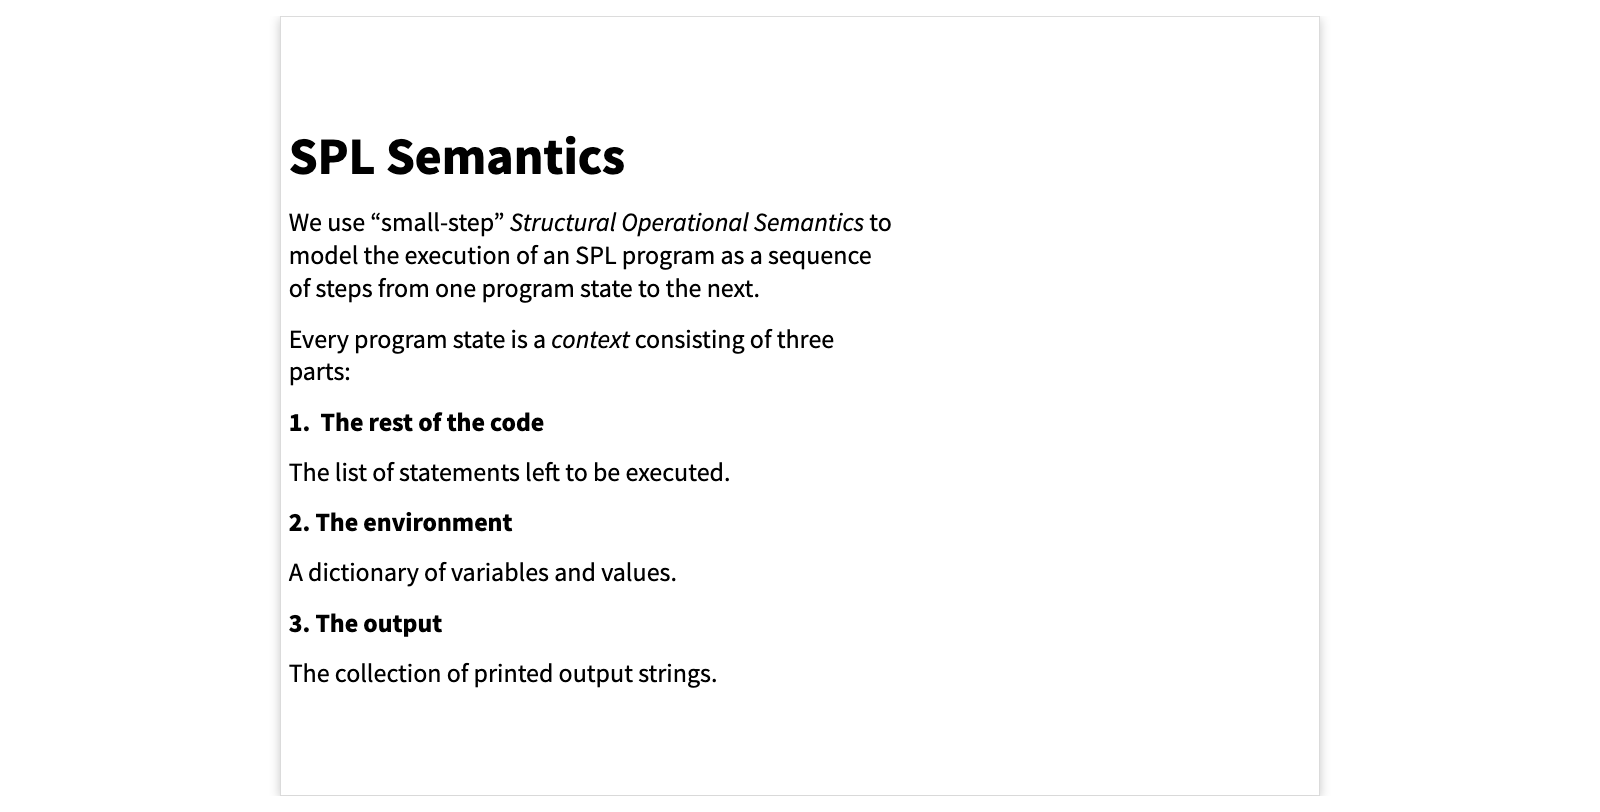 SPL Semantics
We use “small-step” Structural Operational Semantics to
model the execution of an SPL program as a sequence
of steps from one program state to the next.
Every program state is a context consisting of three
parts:
1.  The rest of the code
The list of statements left to be executed.
2. The environment
A dictionary of variables and values.
3. The output
The collection of printed output strings.